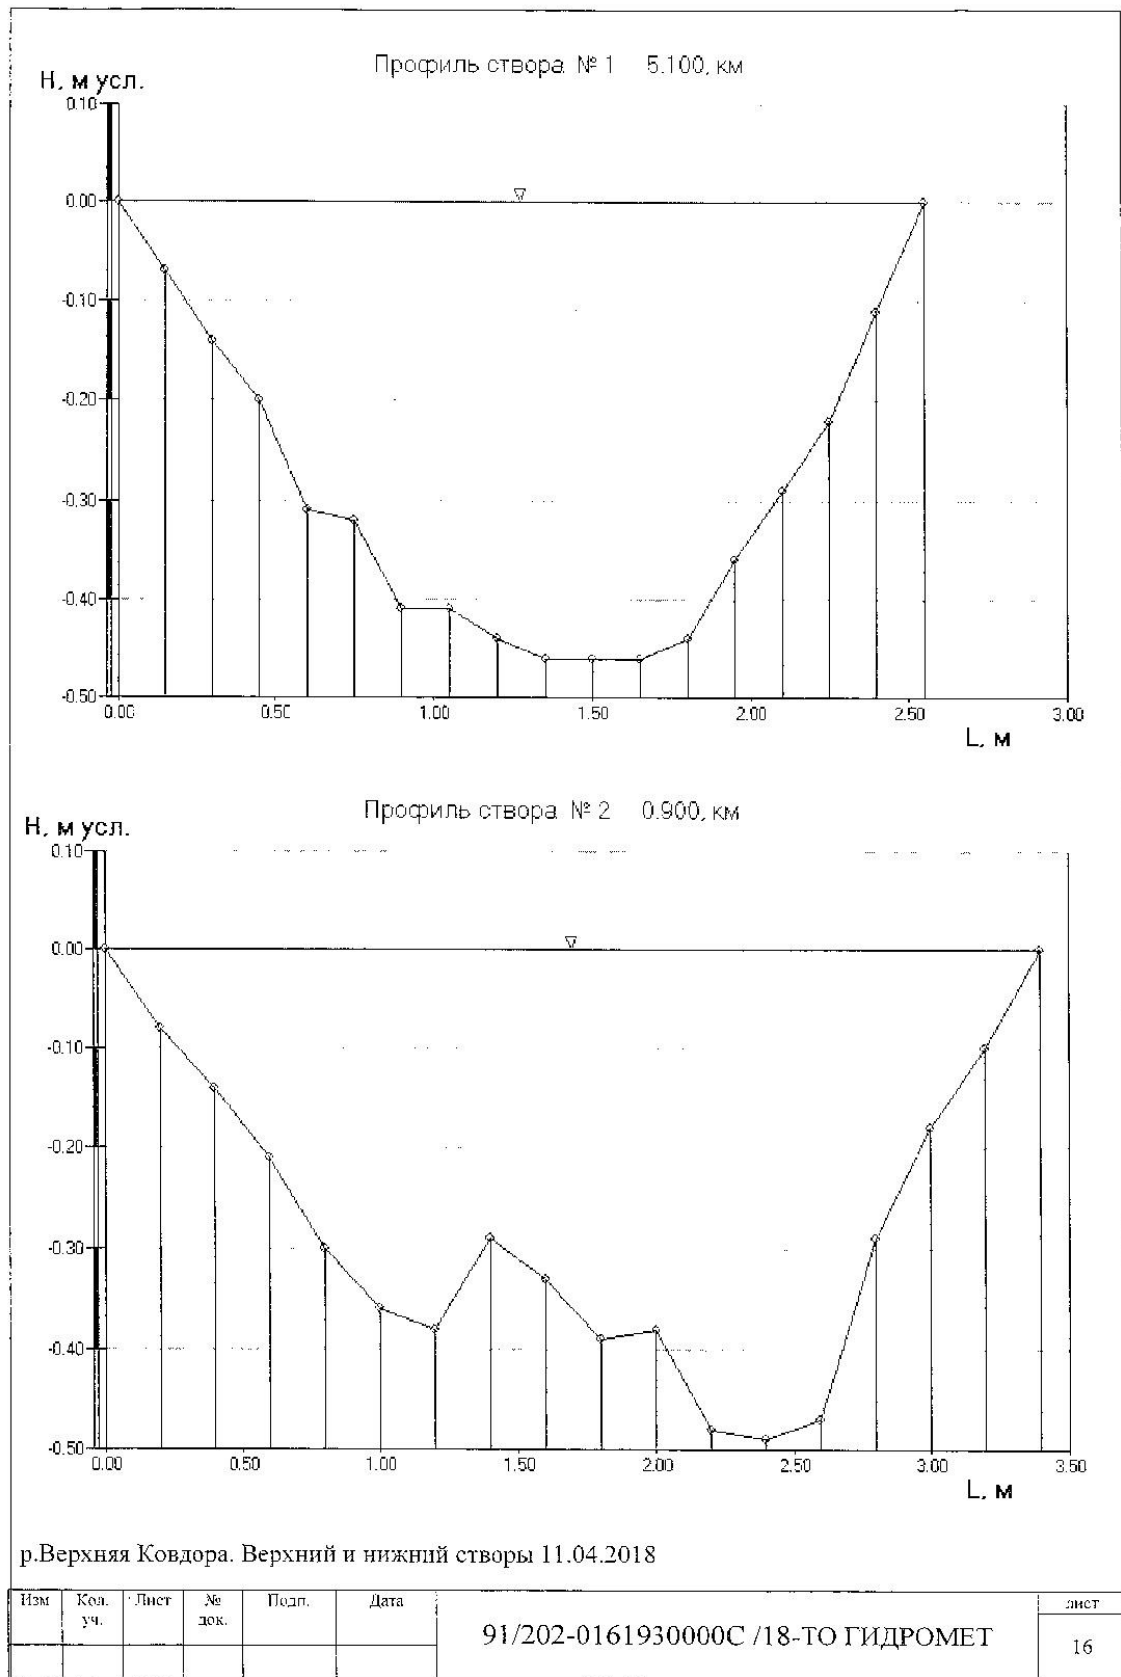 Профиль створа № 1 5.100, км
Н, м усл.
0.10
0.00
-0.10
-0.20
-0.30
-0.40
-0.50
0.00 0.50 1.00 1.50 2.00 2.50 3.00
L, м
Профиль створа № 2 0.900, км
Н, м усл.
0.10
0.00
-0.10
-0.20
-0.30
-0.40
-0.50
0.00 0.50 1.00 1.50 2.00 2.50 3.00 3.50
L, м
р.Верхняя Ковдора. Верхний и нижний створы 11.04.2018
Изм Кол. уч. Лист № док. Подп. Дата
91/202-0161930000С /18-ТО ГИДРОМЕТ
лист
16